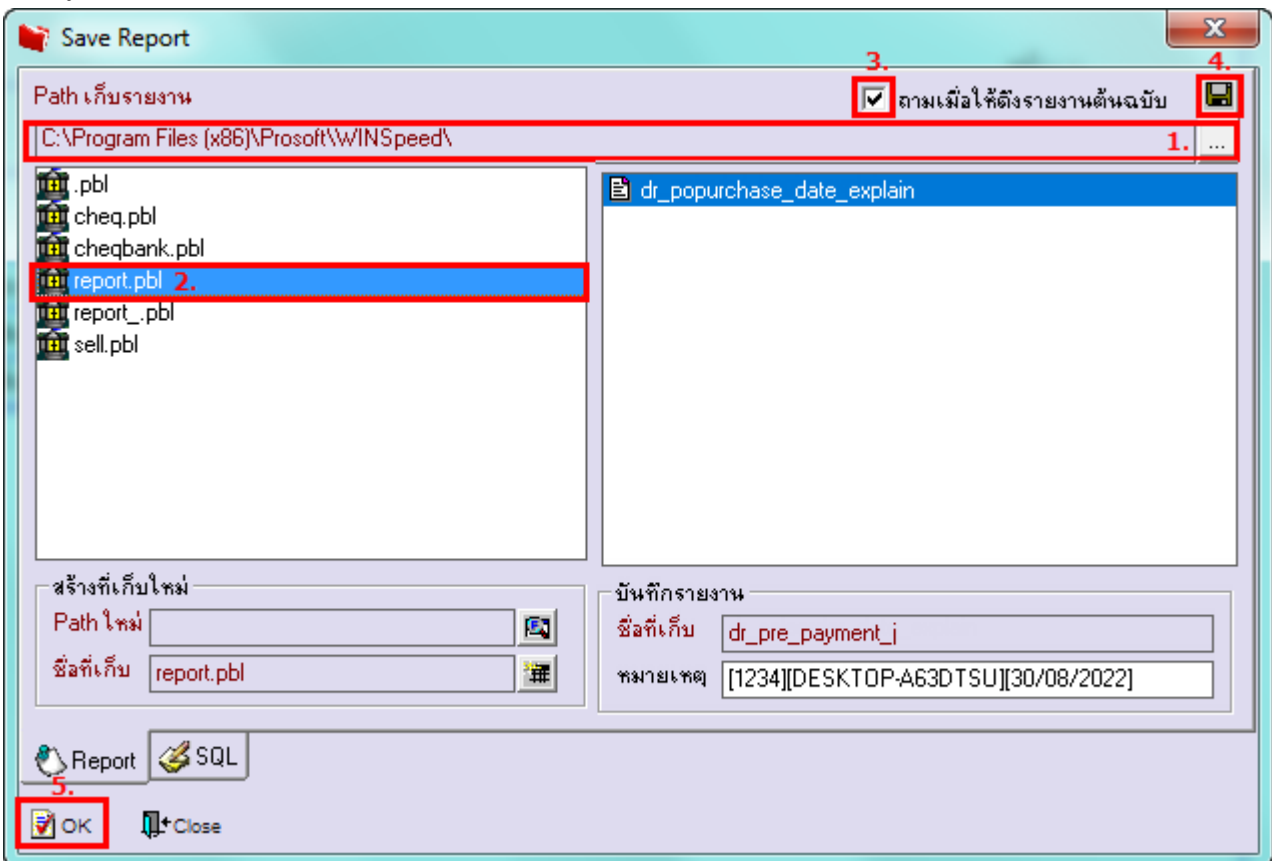 Save Report
3.
4.
Path เก็บรายงาน
ถามเมื่อให้ดึงรายงานต้นฉบับ
C:\Program Files (x86)\Prosoft\WINSpeed\
1.
...
.pbl
cheq.pbl
cheqbank.pbl
report.pbl 2.
report_.pbl
sell.pbl
dr_popurchase_date_explain
สร้างที่เก็บใหม่
Path ใหม่
ชื่อที่เก็บ report.pbl
บันทึกรายงาน
ชื่อที่เก็บ dr_pre_payment_j
หมายเหตุ [1234][DESKTOP-A63DTSU][30/08/2022]
Report SQL
5.
OK Close